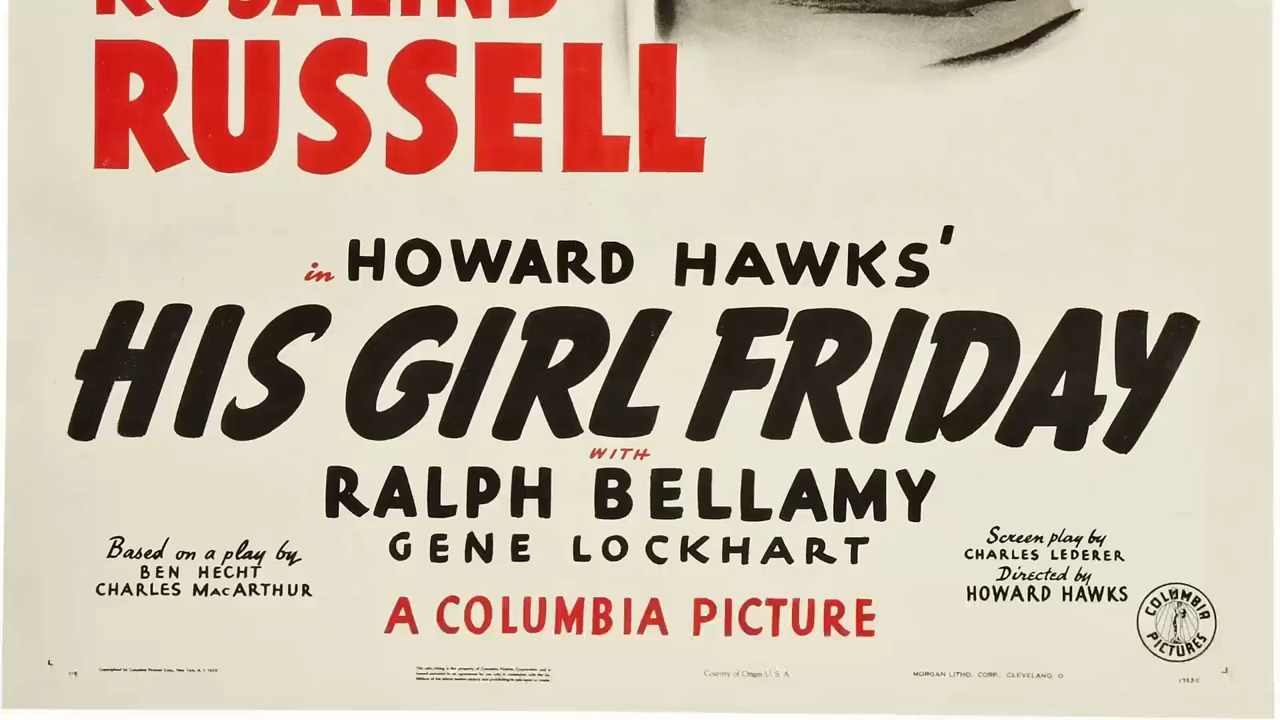 ROSALIND
RUSSELL
in HOWARD HAWKS'
HIS GIRL FRIDAY
WITH
RALPH BELLAMY
GENE LOCKHART
Based on a play by
BEN HECHT
CHARLES MacARTHUR
Screen play by
CHARLES LEDERER
Directed by
HOWARD HAWKS
A COLUMBIA PICTURE
COLUMBIA
PICTURES
Country of Origin U. S. A.
MORGAN LITHO. CORP., CLEVELAND, O